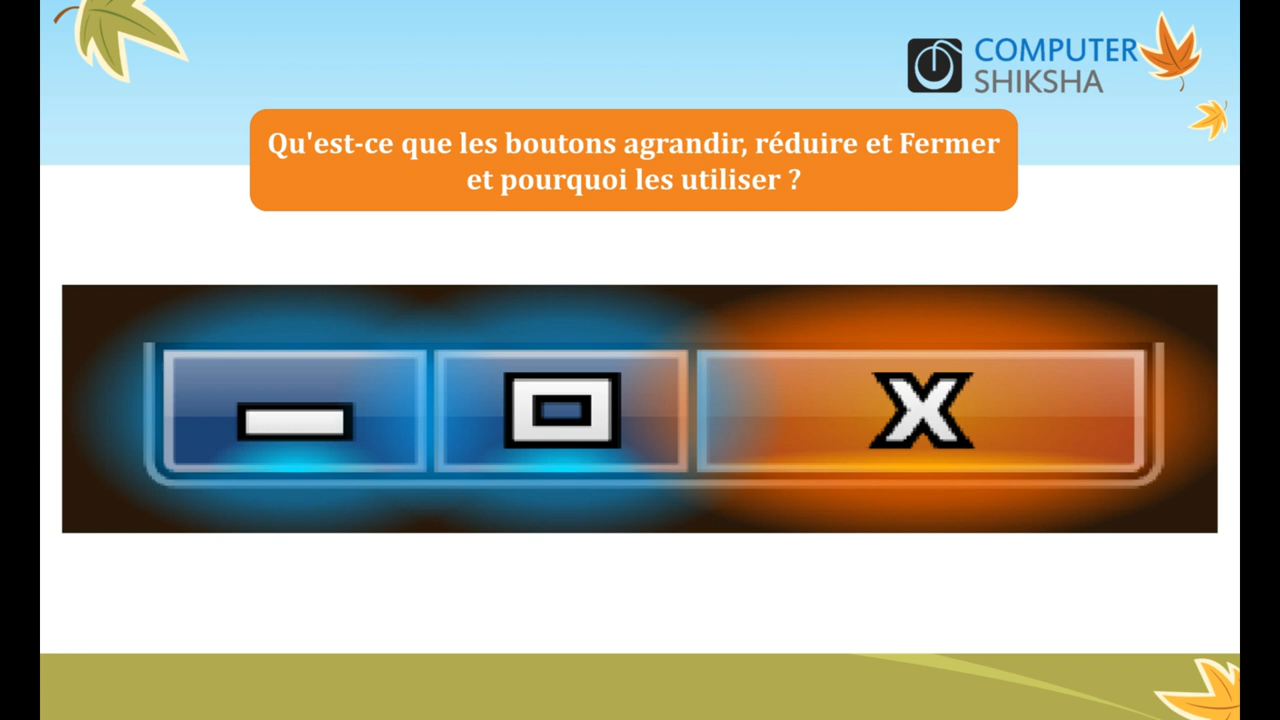 COMPUTER
SHIKSHA
Qu'est-ce que les boutons agrandir, réduire et Fermer
et pourquoi les utiliser ?